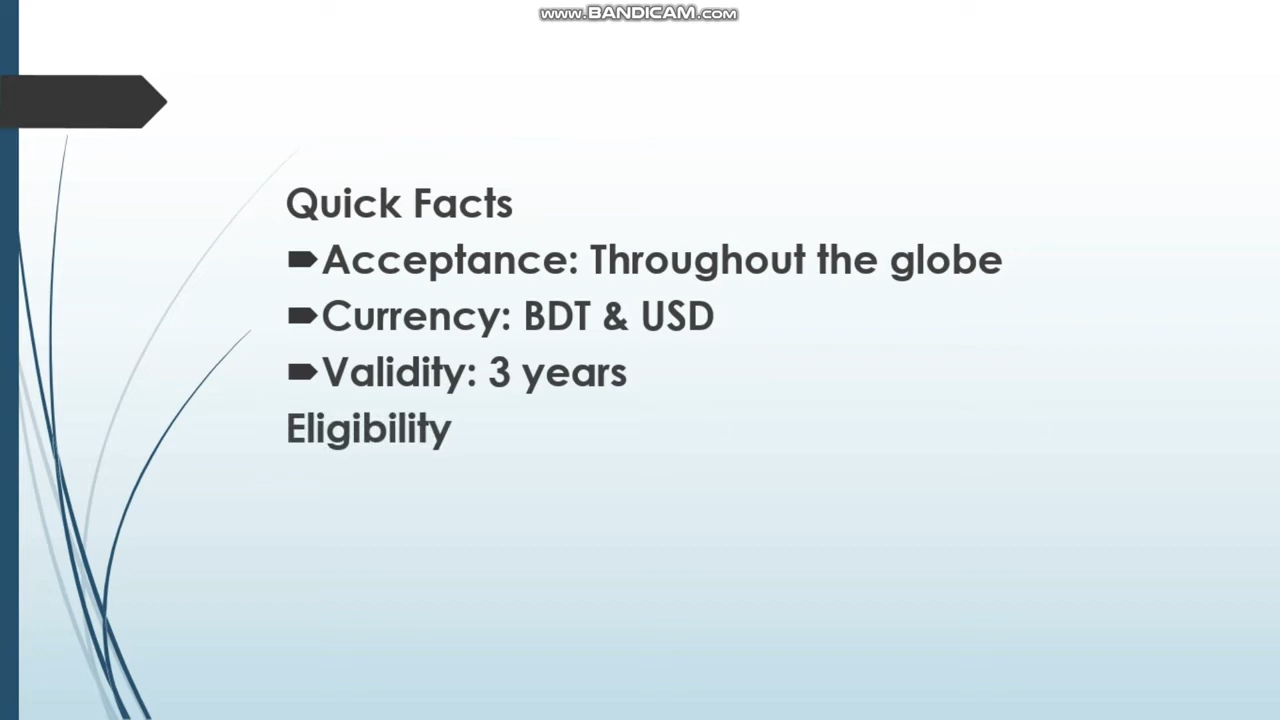 www.BANDICAM.com
Quick Facts
Acceptance: Throughout the globe
Currency: BDT & USD
Validity: 3 years
Eligibility